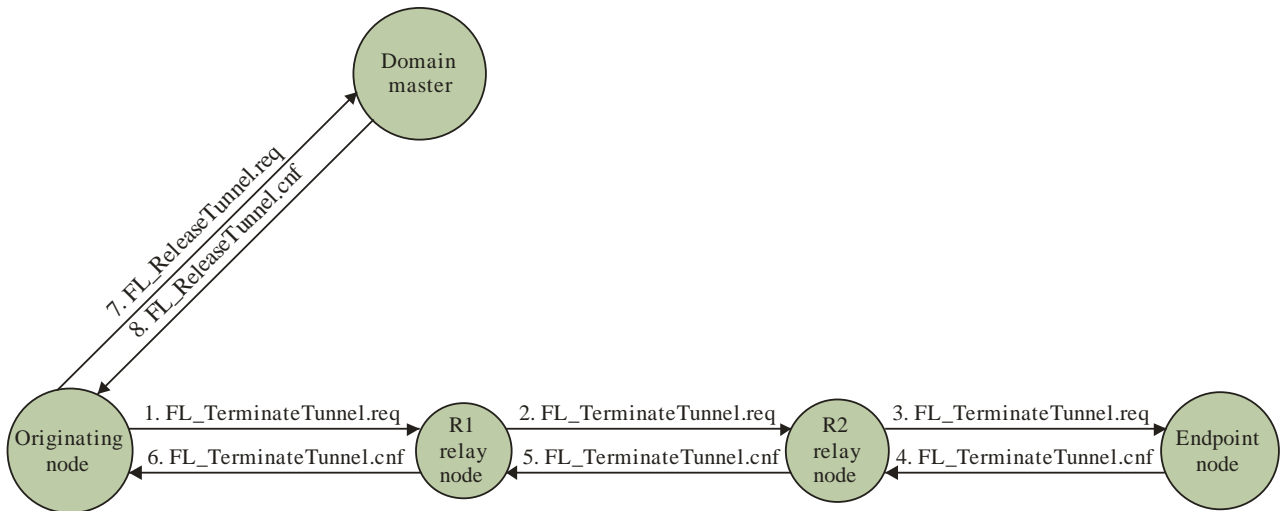 Domain
master
7. FL_ReleaseTunnel.req
8. FL_ReleaseTunnel.cnf
Originating
node
1. FL_TerminateTunnel.req
6. FL_TerminateTunnel.cnf
R1
relay
node
2. FL_TerminateTunnel.req
5. FL_TerminateTunnel.cnf
R2
relay
node
3. FL_TerminateTunnel.req
4. FL_TerminateTunnel.cnf
Endpoint
node